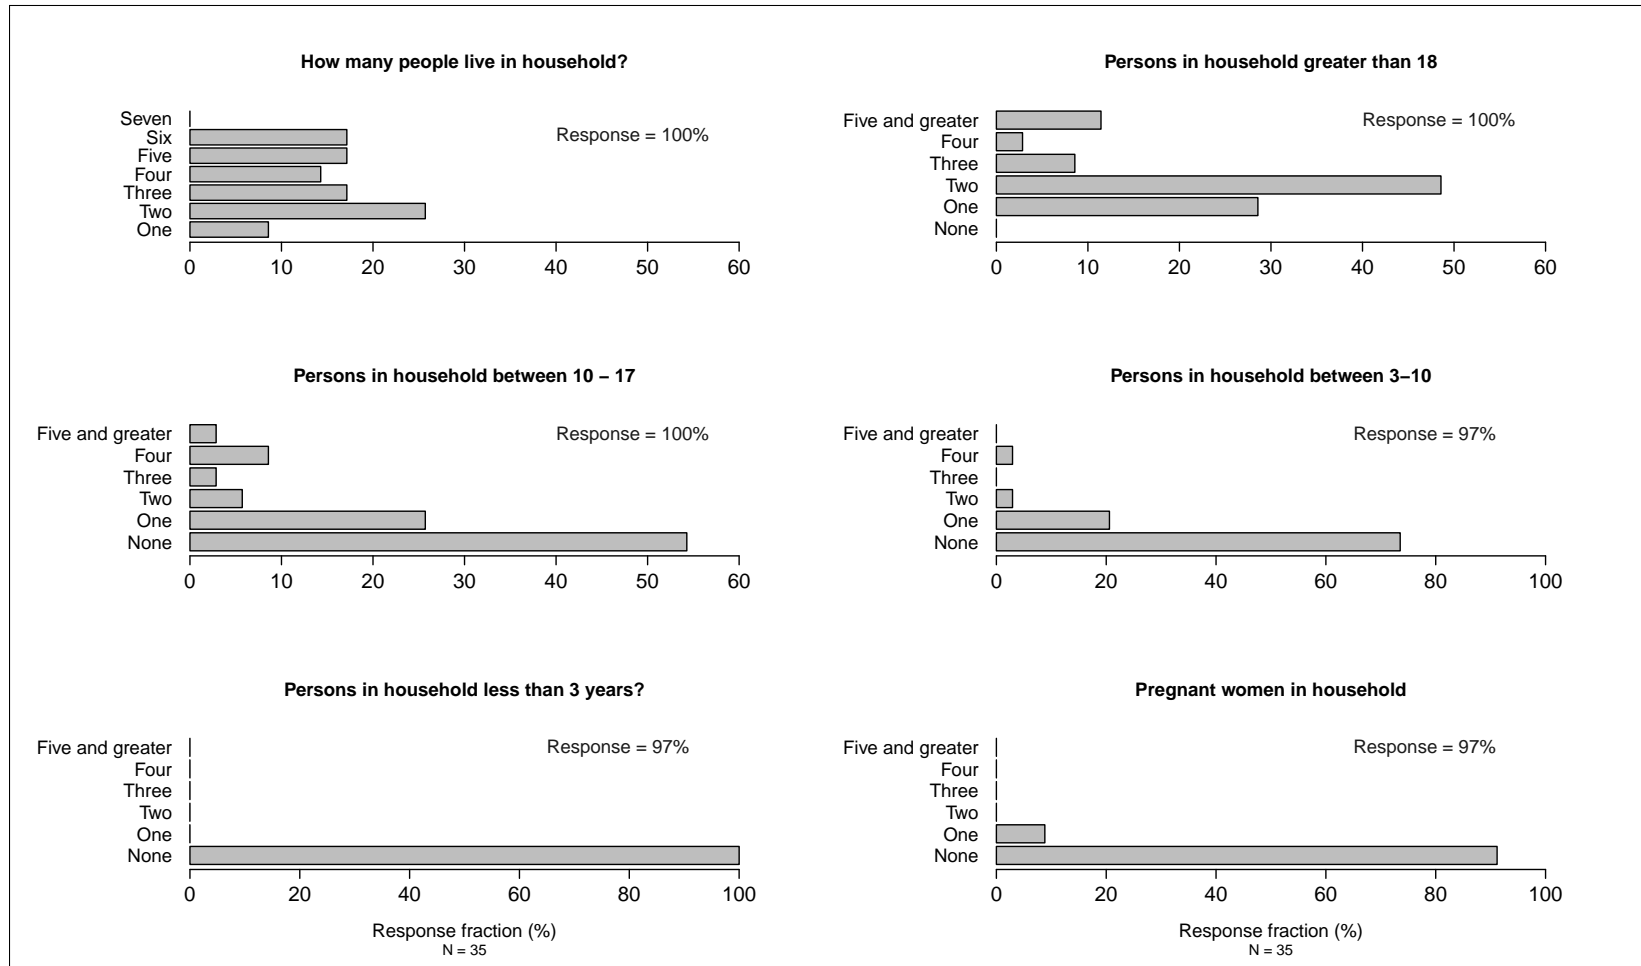 How many people live in household?
Seven
Six
Five
Four
Three
Two
One
Response = 100%
0 10 20 30 40 50 60
Persons in household greater than 18
Five and greater
Four
Three
Two
One
None
Response = 100%
0 10 20 30 40 50 60
Persons in household between 10 – 17
Five and greater
Four
Three
Two
One
None
Response = 100%
0 10 20 30 40 50 60
Persons in household between 3–10
Five and greater
Four
Three
Two
One
None
Response = 97%
0 20 40 60 80 100
Persons in household less than 3 years?
Five and greater
Four
Three
Two
One
None
Response = 97%
0 20 40 60 80 100
Response fraction (%)
N = 35
Pregnant women in household
Five and greater
Four
Three
Two
One
None
Response = 97%
0 20 40 60 80 100
Response fraction (%)
N = 35